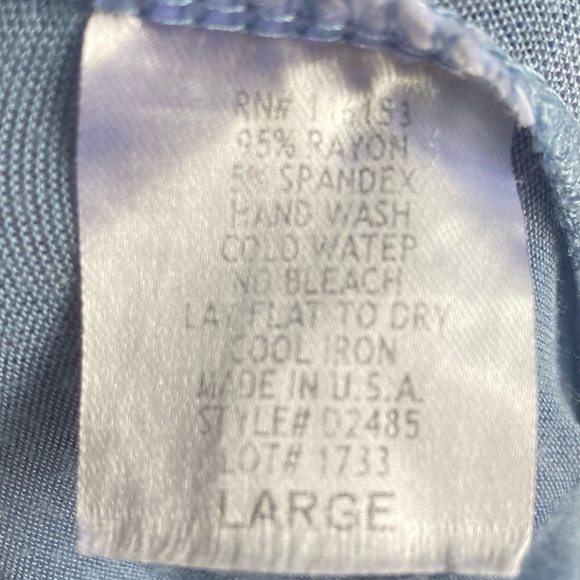 RN# 116153
95% RAYON
5% SPANDEX
HAND WASH
COLD WATER
NO BLEACH
LAY FLAT TO DRY
COOL IRON
MADE IN U.S.A.
STYLE# D2485
LOT# 1733
LARGE